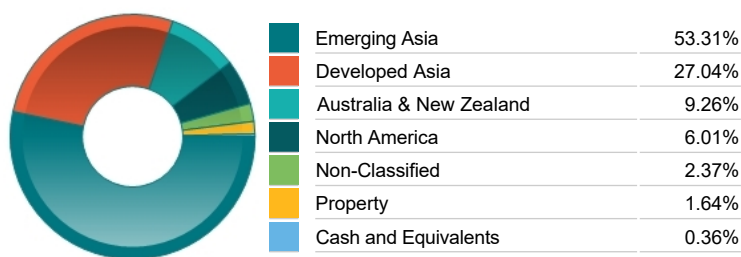 Emerging Asia 53.31%
Developed Asia 27.04%
Australia & New Zealand 9.26%
North America 6.01%
Non-Classified 2.37%
Property 1.64%
Cash and Equivalents 0.36%